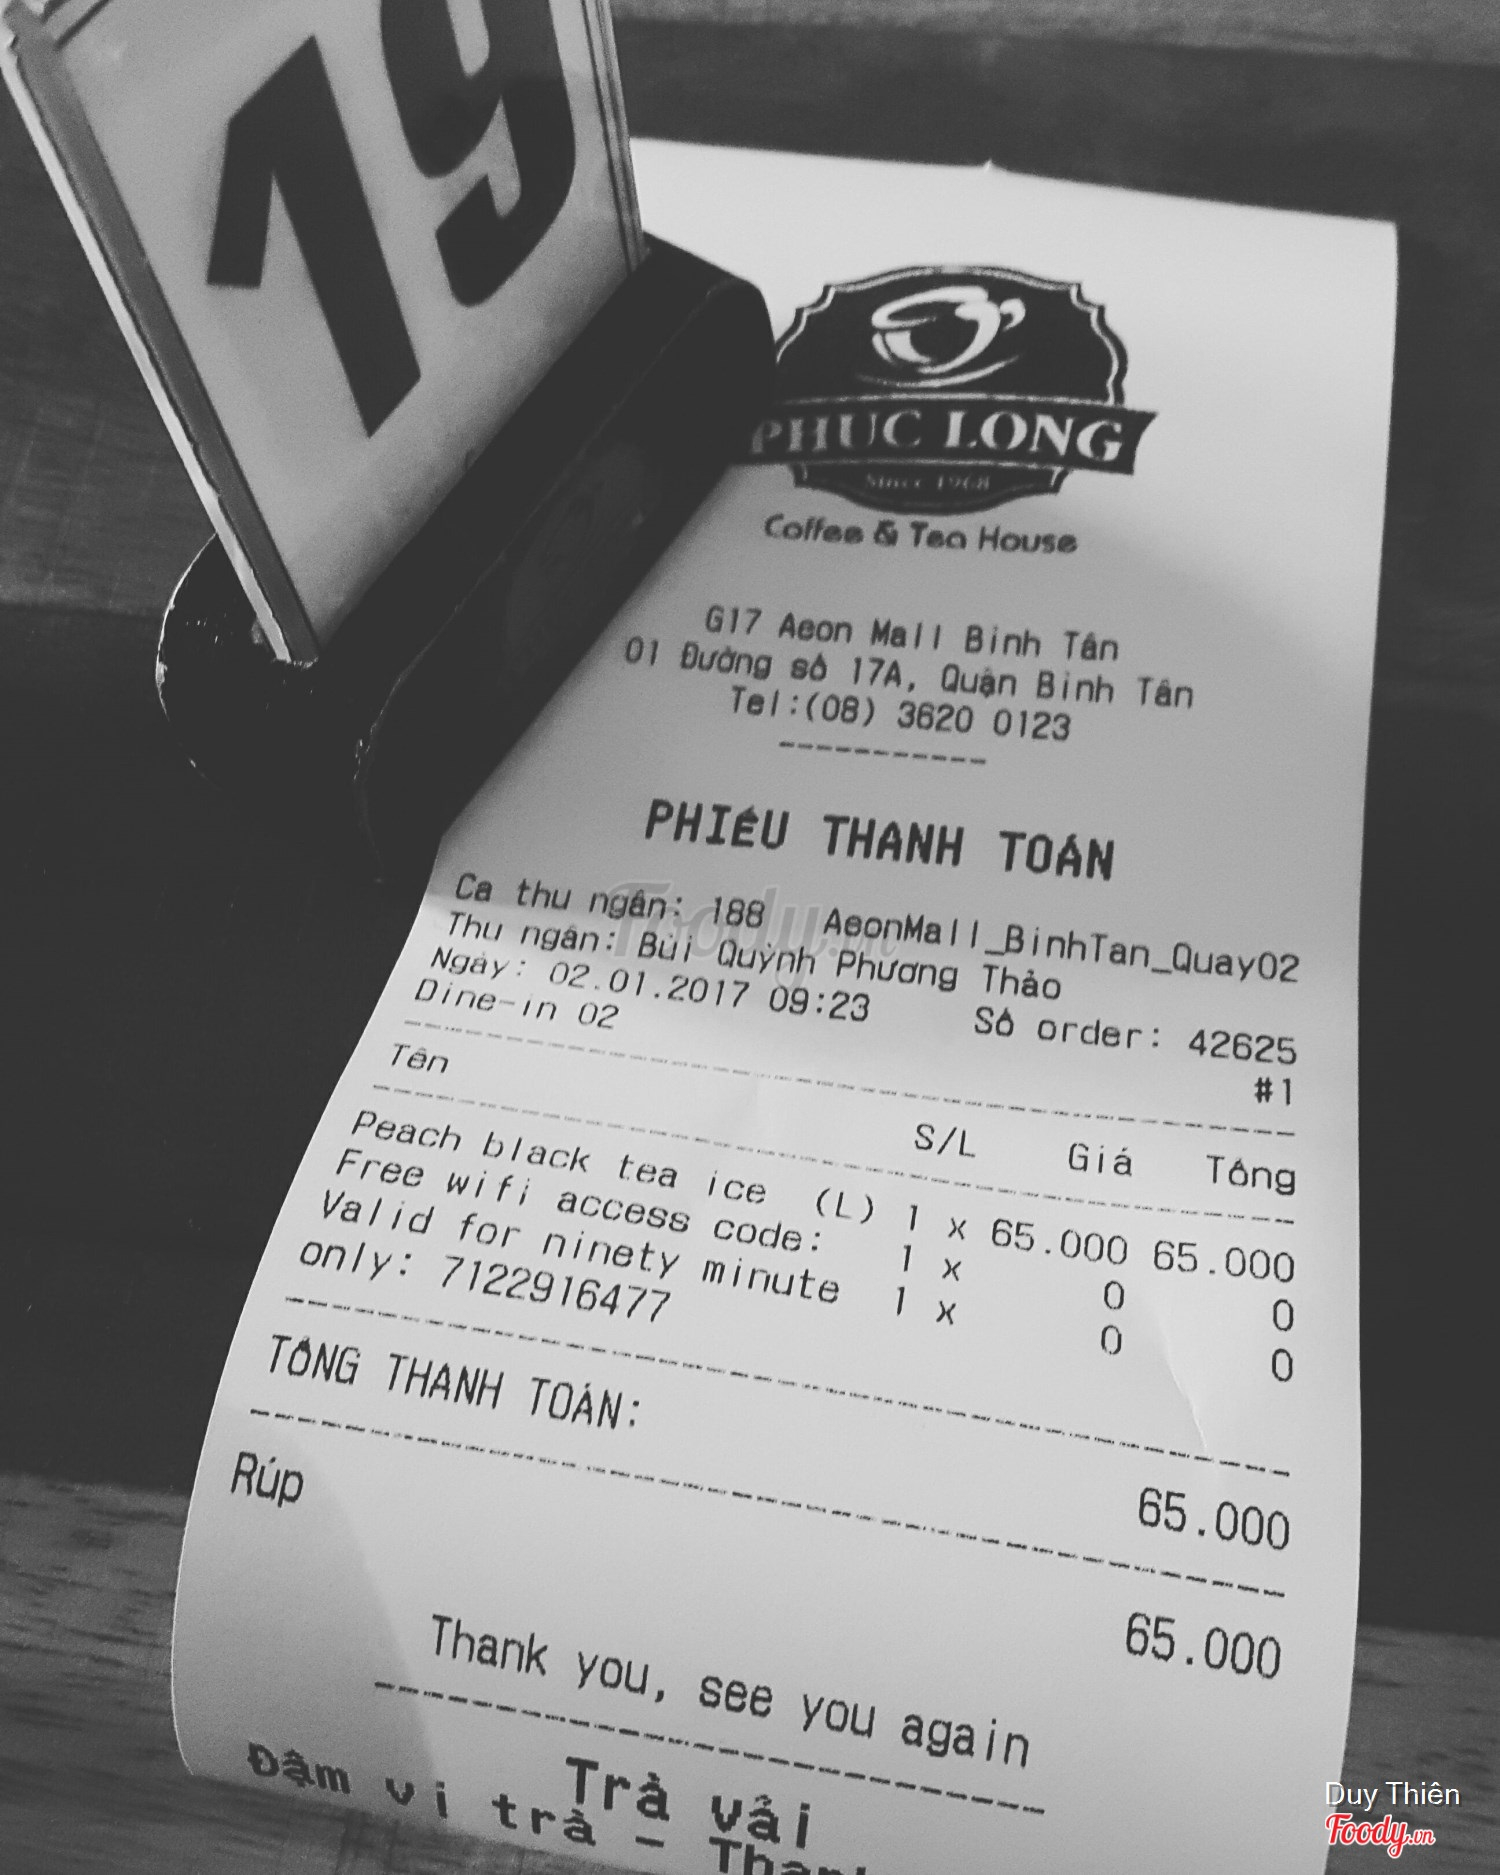 19
PHUC LONG
Since 1968
Coffee & Tea House
G17 Aeon Mall Bình Tân
01 Đường số 17A, Quận Bình Tân
Tel:(08) 3620 0123
PHIẾU THANH TOÁN
Ca thu ngân: 188 AeonMall_BinhTan_Quay02
Thu ngân: Bùi Quỳnh Phương Thảo
Ngày: 02.01.2017 09:23 Số order: 42625
Dine-in 02 #1
Tên S/L Giá Tổng
Peach black tea ice (L) 1 x 65.000 65.000
Free wifi access code: 1 x 0 0
Valid for ninety minute 1 x 0 0
only: 7122916477
TỔNG THANH TOÁN: 65.000
Rúp 65.000
Thank you, see you again
Trà vải
Đậm vị trà -
Foody.vn
Duy Thiên
Foody.vn